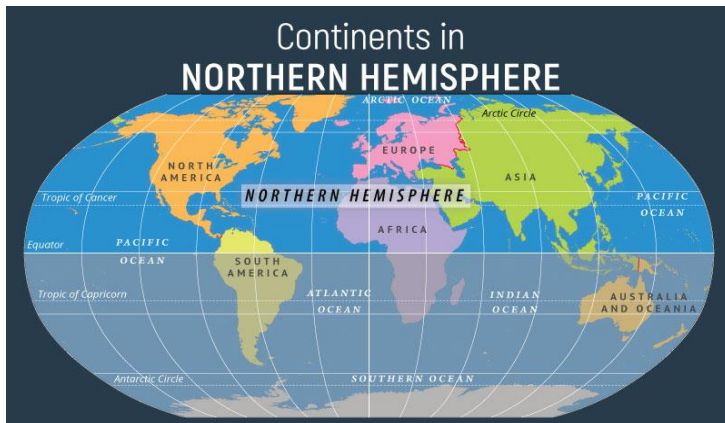 Continents in
NORTHERN HEMISPHERE
ARCTIC OCEAN
Arctic Circle
EUROPE
NORTH
AMERICA
ASIA
Tropic of Cancer
NORTHERN HEMISPHERE
PACIFIC
OCEAN
AFRICA
Equator
PACIFIC
OCEAN
SOUTH
AMERICA
Tropic of Capricorn
ATLANTIC
OCEAN
INDIAN
OCEAN
AUSTRALIA
AND OCEANIA
Antarctic Circle
SOUTHERN OCEAN